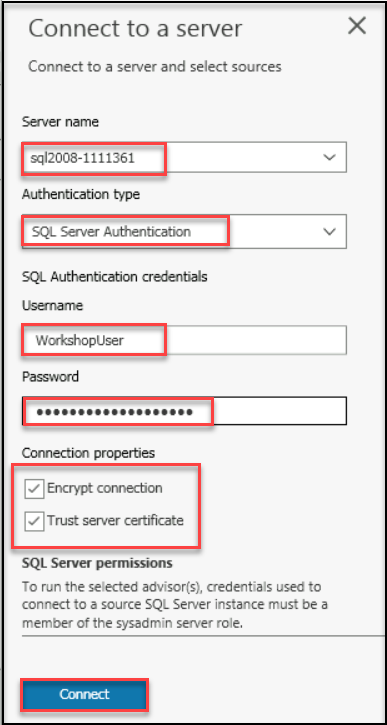 Connect to a server
Connect to a server and select sources
Server name
sql2008-1111361
Authentication type
SQL Server Authentication
SQL Authentication credentials
Username
WorkshopUser
Password
●●●●●●●●●●●●●●●●●●●
Connection properties
Encrypt connection
Trust server certificate
SQL Server permissions
To run the selected advisor(s), credentials used to
connect to a source SQL Server instance must be a
member of the sysadmin server role.
Connect